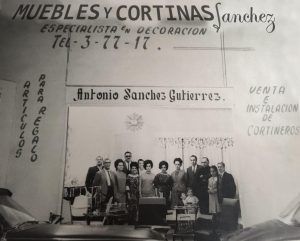 MUEBLES Y CORTINAS Sanchez
ESPECIALISTA EN DECORACION
TEL-3-77-17.
Antonio Sanchez Gutierrez.
ARTICULOS
PARA REGALO
VENTA
E
INSTALACION
DE
CORTINEROS